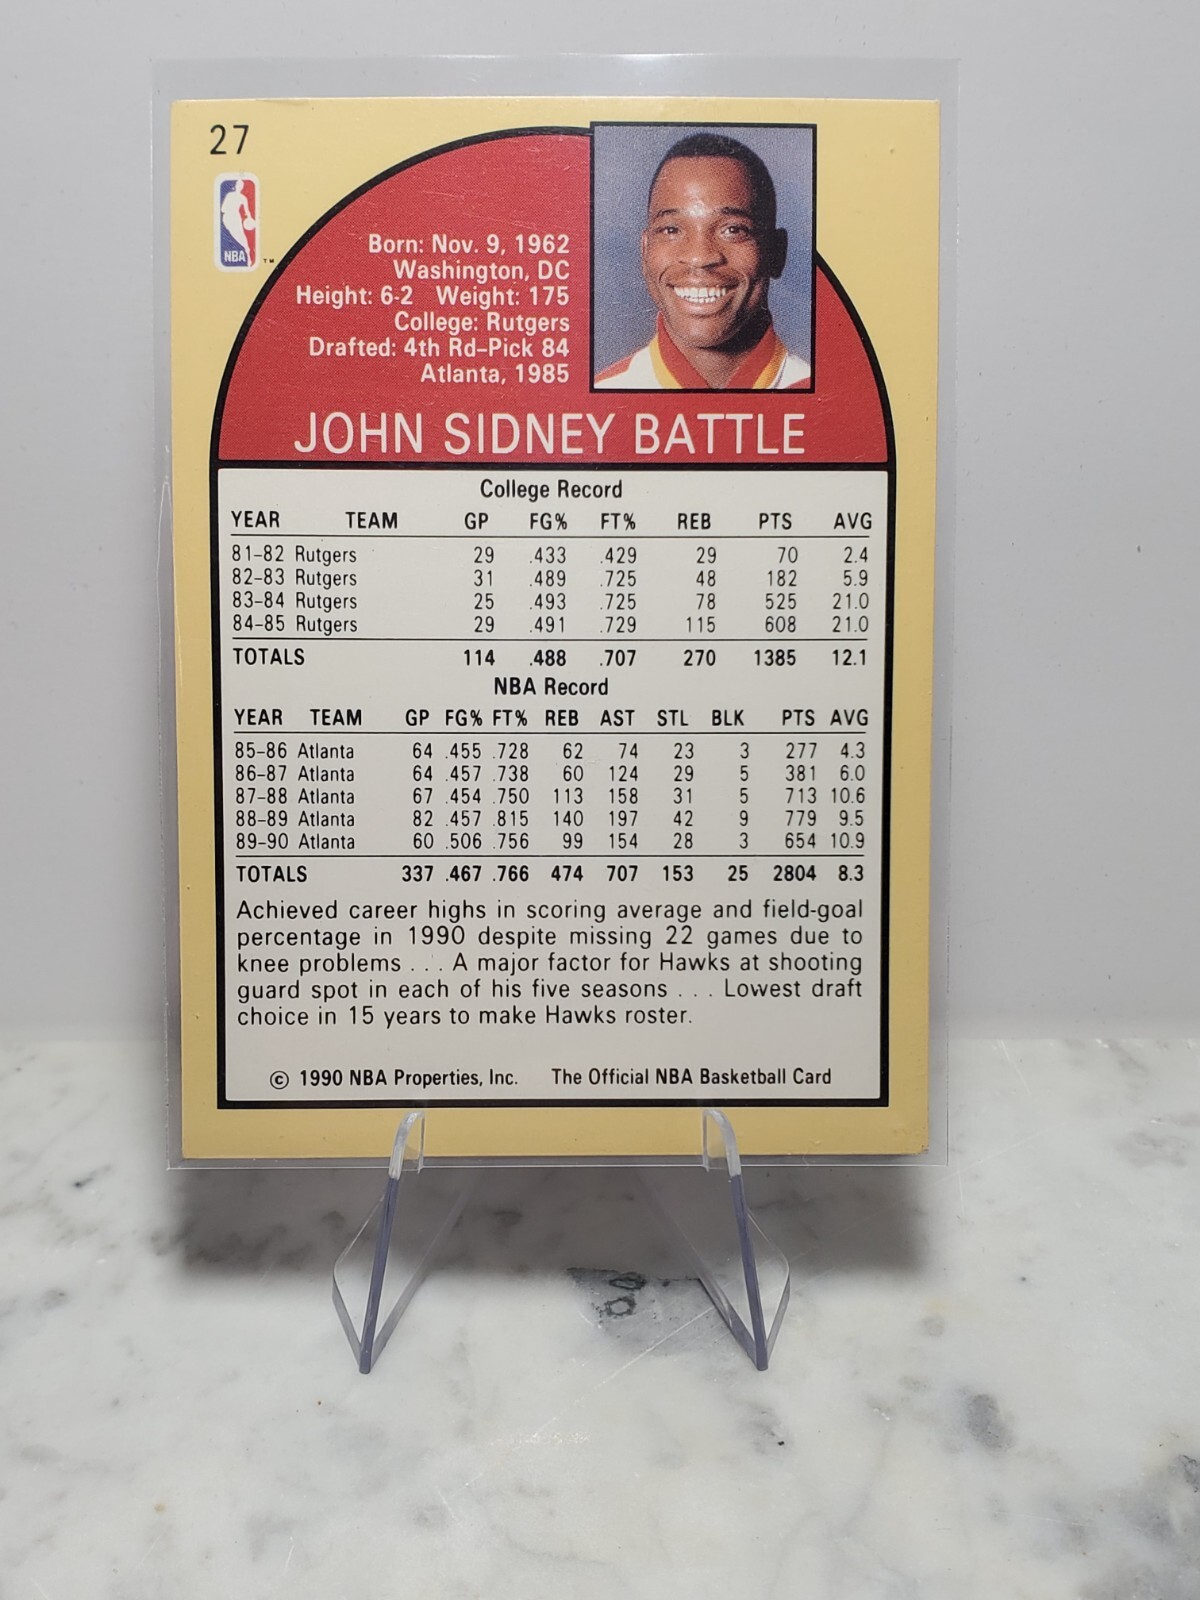 27
NBA
TM
Born: Nov. 9, 1962
Washington, DC
Height: 6-2 Weight: 175
College: Rutgers
Drafted: 4th Rd–Pick 84
Atlanta, 1985
JOHN SIDNEY BATTLE
College Record
YEAR TEAM GP FG% FT% REB PTS AVG
81–82 Rutgers 29 .433 .429 29 70 2.4
82–83 Rutgers 31 .489 .725 48 182 5.9
83–84 Rutgers 25 .493 .725 78 525 21.0
84–85 Rutgers 29 .491 .729 115 608 21.0
TOTALS 114 .488 .707 270 1385 12.1
NBA Record
YEAR TEAM GP FG% FT% REB AST STL BLK PTS AVG
85–86 Atlanta 64 .455 .728 62 74 23 3 277 4.3
86–87 Atlanta 64 .457 .738 60 124 29 5 381 6.0
87–88 Atlanta 67 .454 .750 113 158 31 5 713 10.6
88–89 Atlanta 82 .457 .815 140 197 42 9 779 9.5
89–90 Atlanta 60 .506 .756 99 154 28 3 654 10.9
TOTALS 337 .467 .766 474 707 153 25 2804 8.3
Achieved career highs in scoring average and field-goal
percentage in 1990 despite missing 22 games due to
knee problems . . . A major factor for Hawks at shooting
guard spot in each of his five seasons . . . Lowest draft
choice in 15 years to make Hawks roster.
© 1990 NBA Properties, Inc. The Official NBA Basketball Card